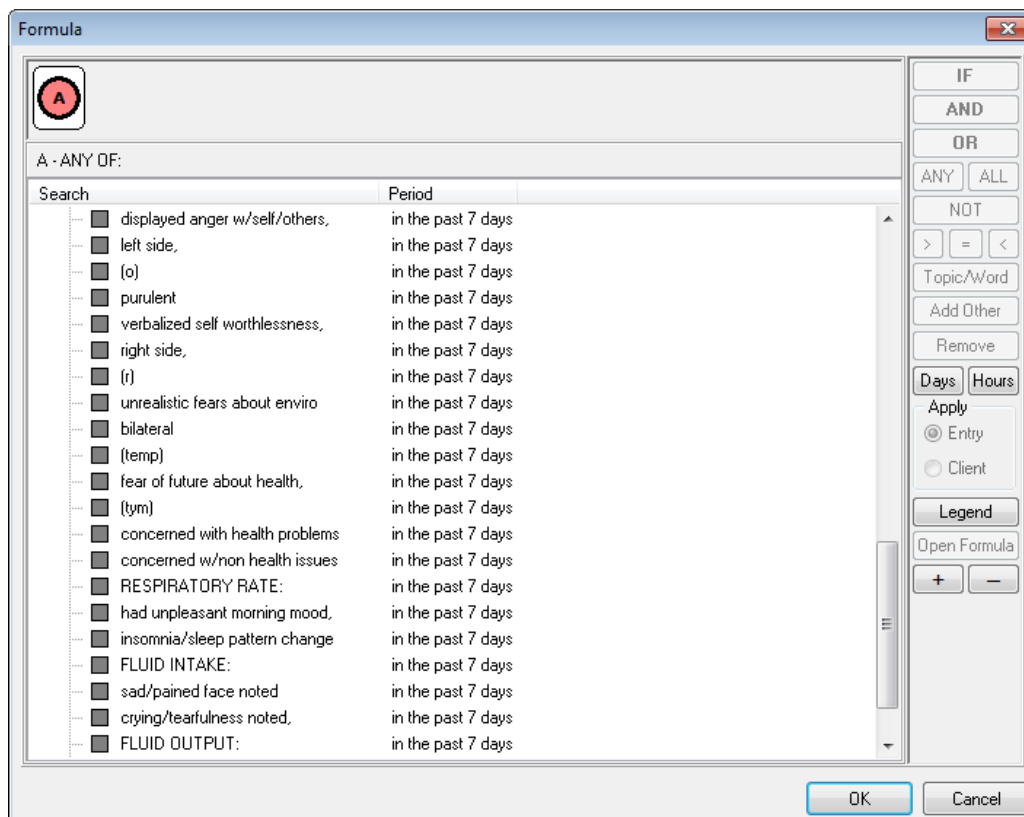 Formula
A
A - ANY OF:
Search Period
displayed anger w/self/others, in the past 7 days
left side, in the past 7 days
(o) in the past 7 days
purulent in the past 7 days
verbalized self worthlessness, in the past 7 days
right side, in the past 7 days
(r) in the past 7 days
unrealistic fears about enviro in the past 7 days
bilateral in the past 7 days
(temp) in the past 7 days
fear of future about health, in the past 7 days
(tym) in the past 7 days
concerned with health problems in the past 7 days
concerned w/non health issues in the past 7 days
RESPIRATORY RATE: in the past 7 days
had unpleasant morning mood, in the past 7 days
insomnia/sleep pattern change in the past 7 days
FLUID INTAKE: in the past 7 days
sad/pained face noted in the past 7 days
crying/tearfulness noted, in the past 7 days
FLUID OUTPUT: in the past 7 days
IF
AND
OR
ANY ALL
NOT
> = <
Topic/Word
Add Other
Remove
Days Hours
Apply
Entry
Client
Legend
Open Formula
+ –
OK Cancel